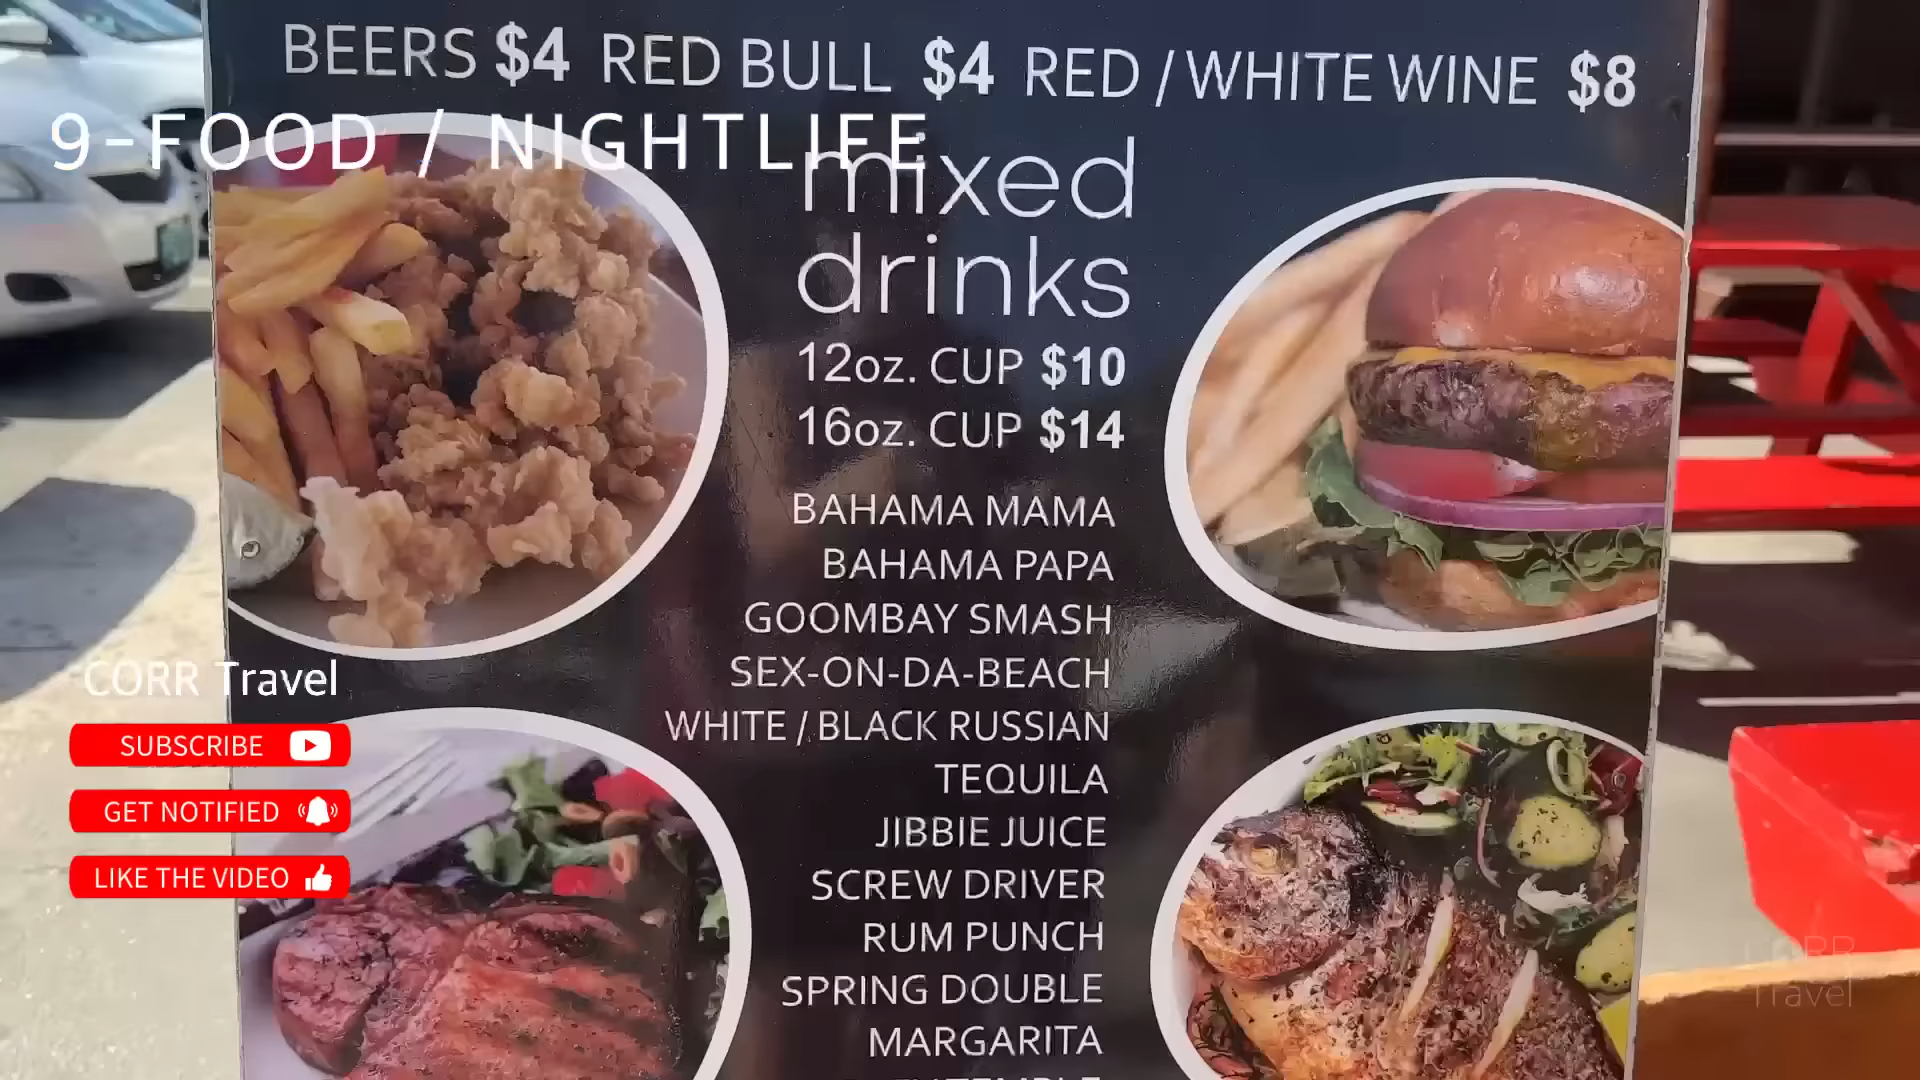 BEERS $4 RED BULL $4 RED / WHITE WINE $8
9-FOOD / NIGHTLIFE
mixed
drinks
12oz. CUP $10
16oz. CUP $14
BAHAMA MAMA
BAHAMA PAPA
GOOMBAY SMASH
SEX-ON-DA-BEACH
WHITE / BLACK RUSSIAN
TEQUILA
JIBBIE JUICE
SCREW DRIVER
RUM PUNCH
SPRING DOUBLE
MARGARITA
CORR Travel
SUBSCRIBE
GET NOTIFIED
LIKE THE VIDEO
CORR
Travel